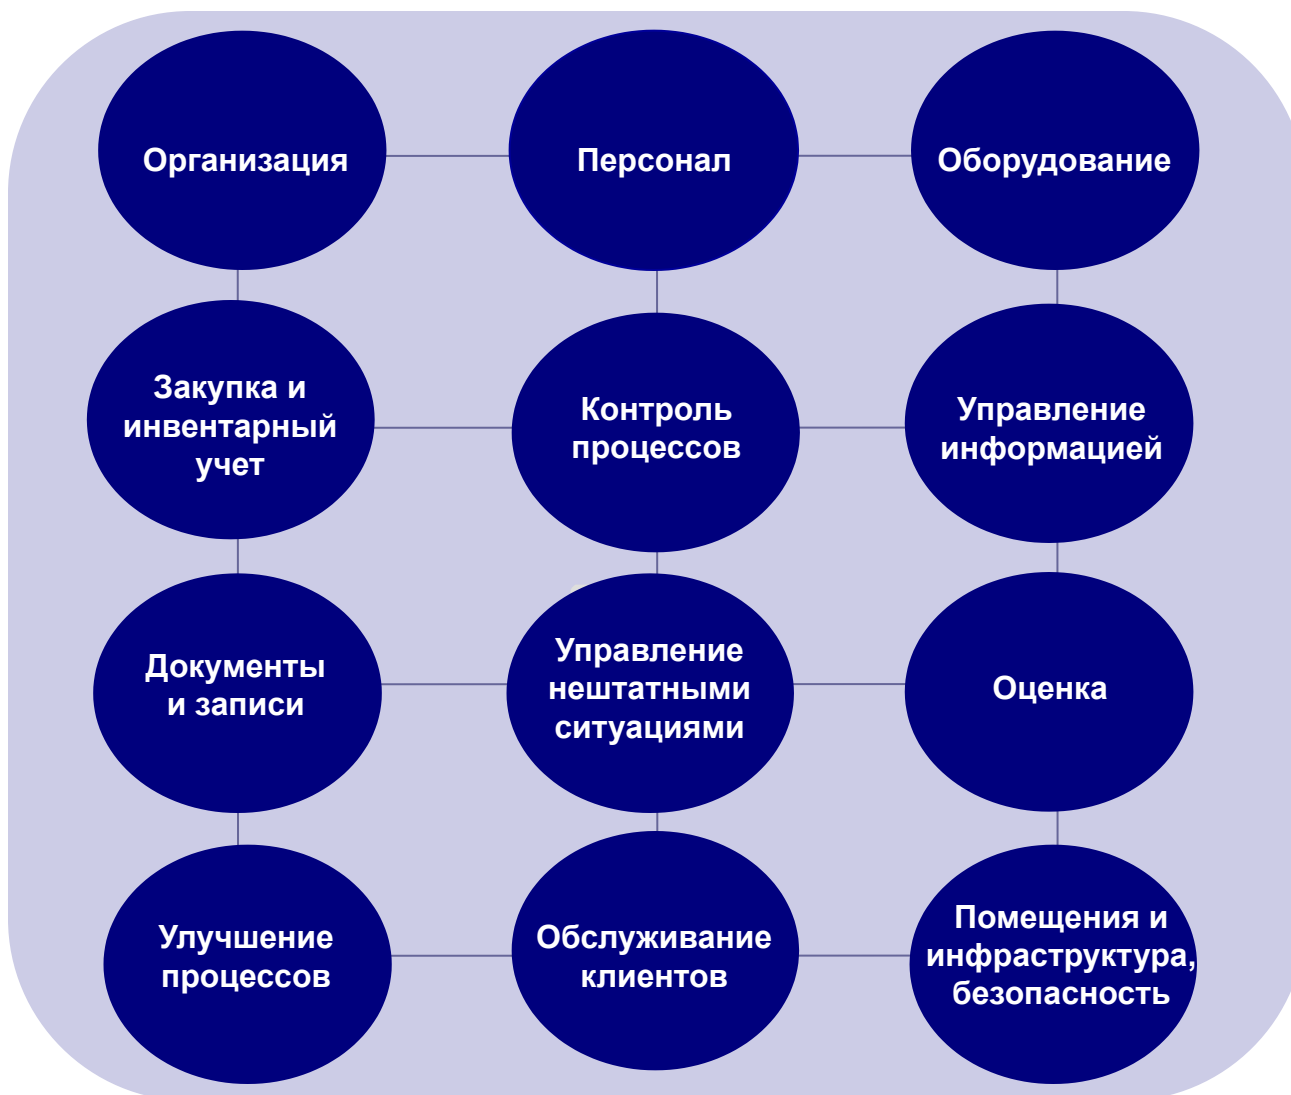 Организация
Персонал
Оборудование
Закупка и
инвентарный
учет
Контроль
процессов
Управление
информацией
Документы
и записи
Управление
нештатными
ситуациями
Оценка
Улучшение
процессов
Обслуживание
клиентов
Помещения и
инфраструктура,
безопасность